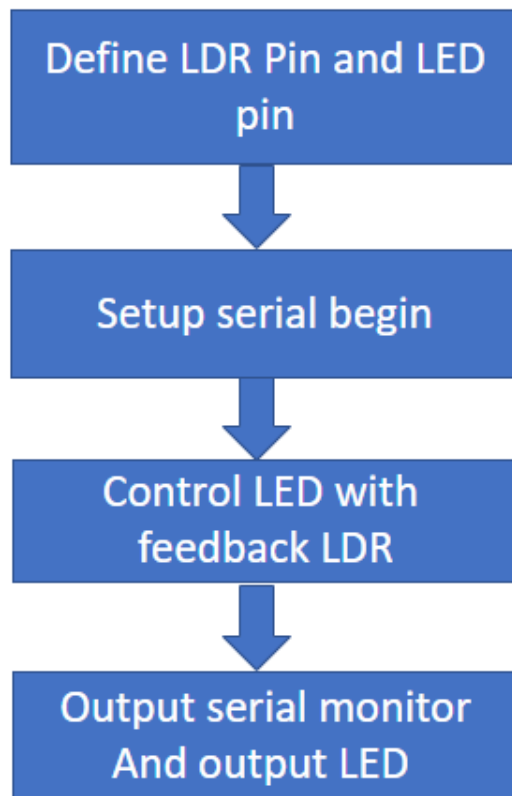 Define LDR Pin and LED
pin
Setup serial begin
Control LED with
feedback LDR
Output serial monitor
And output LED